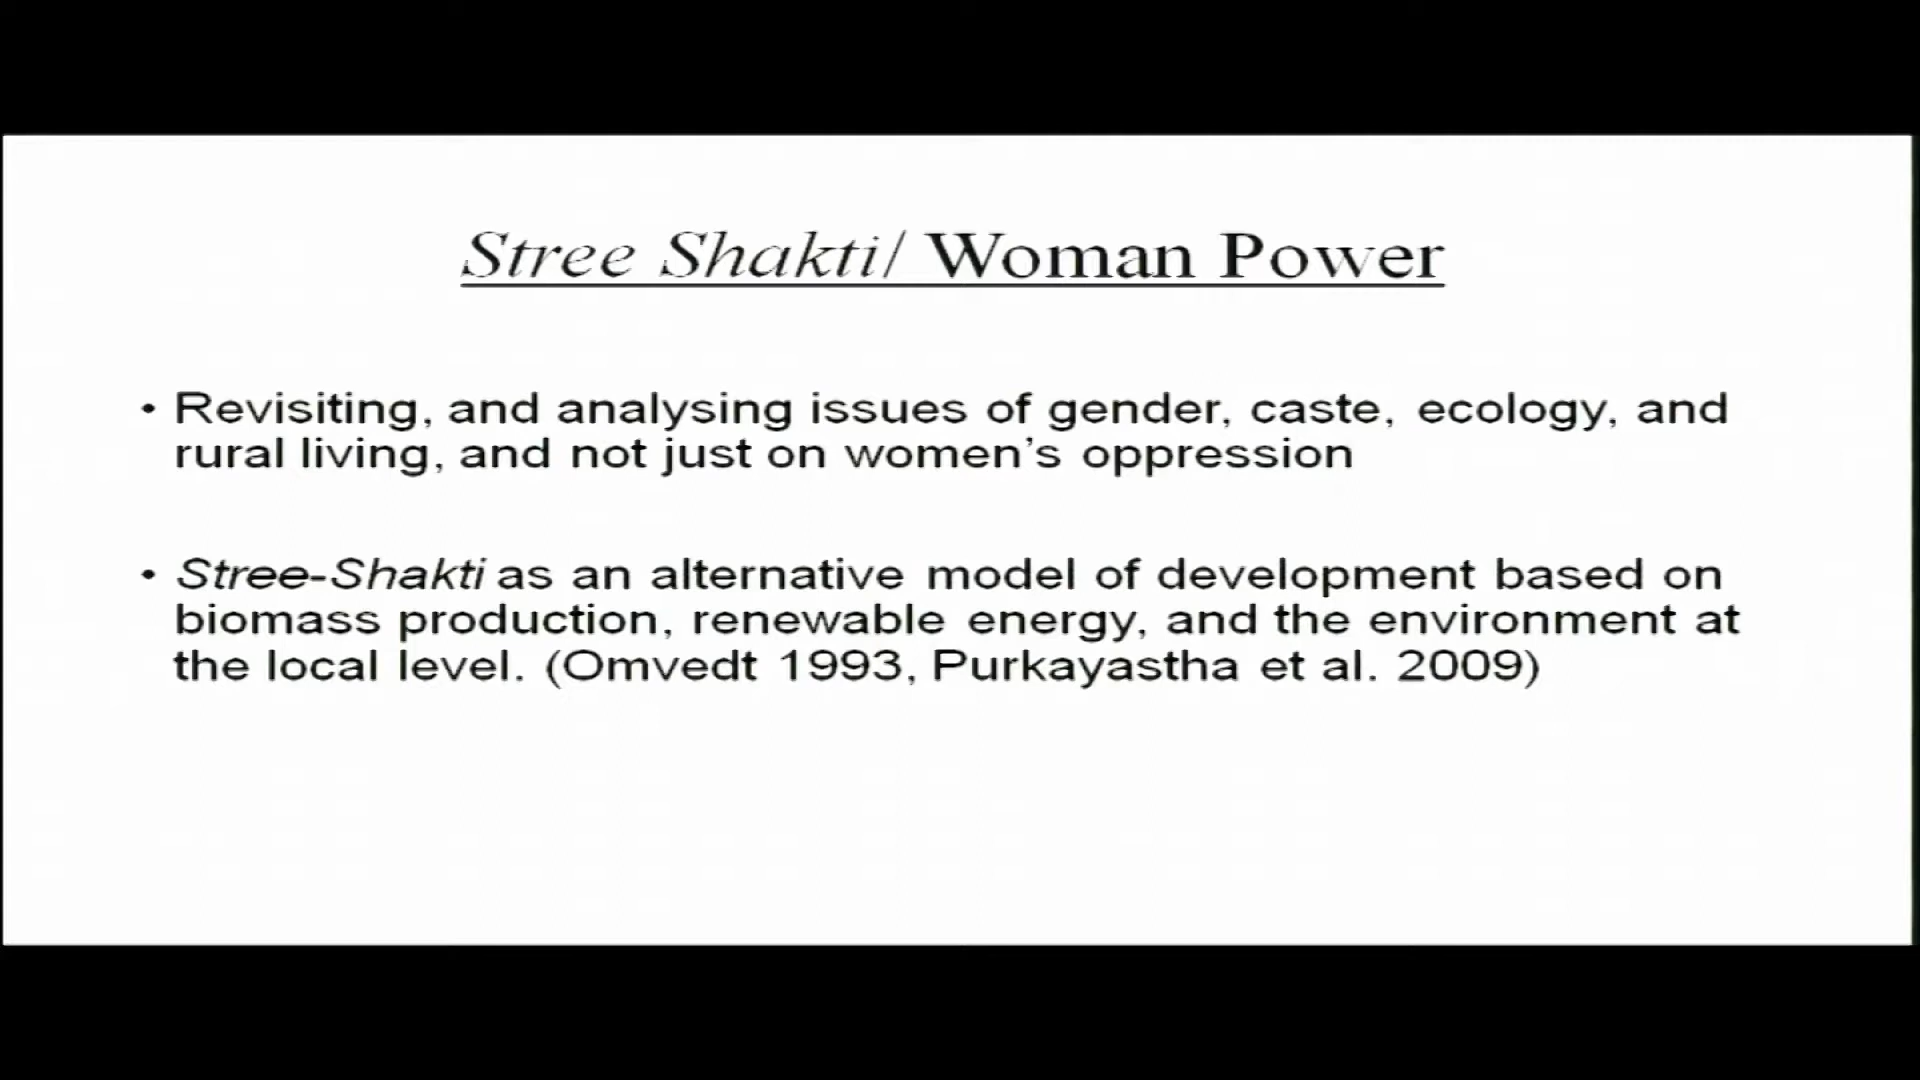 Stree Shakti/ Woman Power
• Revisiting, and analysing issues of gender, caste, ecology, and
rural living, and not just on women’s oppression
• Stree-Shakti as an alternative model of development based on
biomass production, renewable energy, and the environment at
the local level. (Omvedt 1993, Purkayastha et al. 2009)